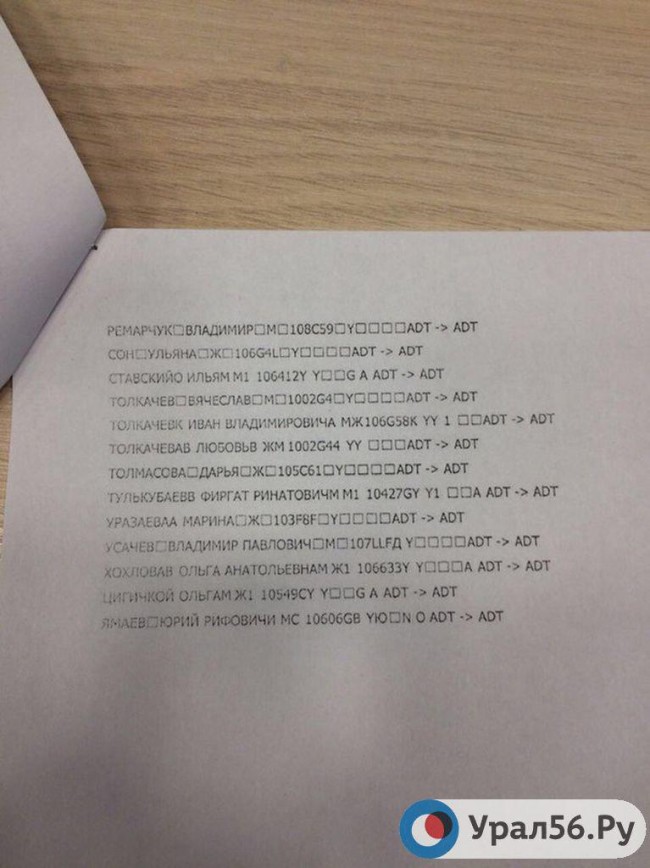 РЕМАРЧУК□ВЛАДИМИР□М□108C59□Y□□□□ADT -> ADT
СОН□УЛЬЯНА□Ж□106G4L□Y□□□□ADT -> ADT
СТАВСКИЙО ИЛЬЯМ М1 106412Y Y□□G A ADT -> ADT
ТОЛКАЧЕВ□ВЯЧЕСЛАВ□М□1002G4□Y□□□□ADT -> ADT
ТОЛКАЧЕВК ИВАН ВЛАДИМИРОВИЧА МЖ106G58K YY 1 □□ADT -> ADT
ТОЛКАЧЕВАВ ЛЮБОВЬВ ЖМ 1002G44 YY □□□ADT -> ADT
ТОЛМАСОВА□ДАРЬЯ□Ж□105C61□Y□□□□ADT -> ADT
ТУЛЬКУБАЕВВ ФИРГАТ РИНАТОВИЧМ М1 10427GY Y1 □□A ADT -> ADT
УРАЗАЕВАА МАРИНА□Ж□103F8F□Y□□□□ADT -> ADT
УСАЧЕВ□ВЛАДИМИР ПАВЛОВИЧ□М□107LLFД Y□□□□ADT -> ADT
ХОХЛОВАВ ОЛЬГА АНАТОЛЬЕВНАМ Ж1 106633Y Y□□□A ADT -> ADT
ЦИГИЧКОЙ ОЛЬГАМ Ж1 10549CY Y□□G A ADT -> ADT
ЯМАЕВ□ЮРИЙ РИФОВИЧИ МС 10606GB YЮ□N O ADT -> ADT
Урал56.Ру